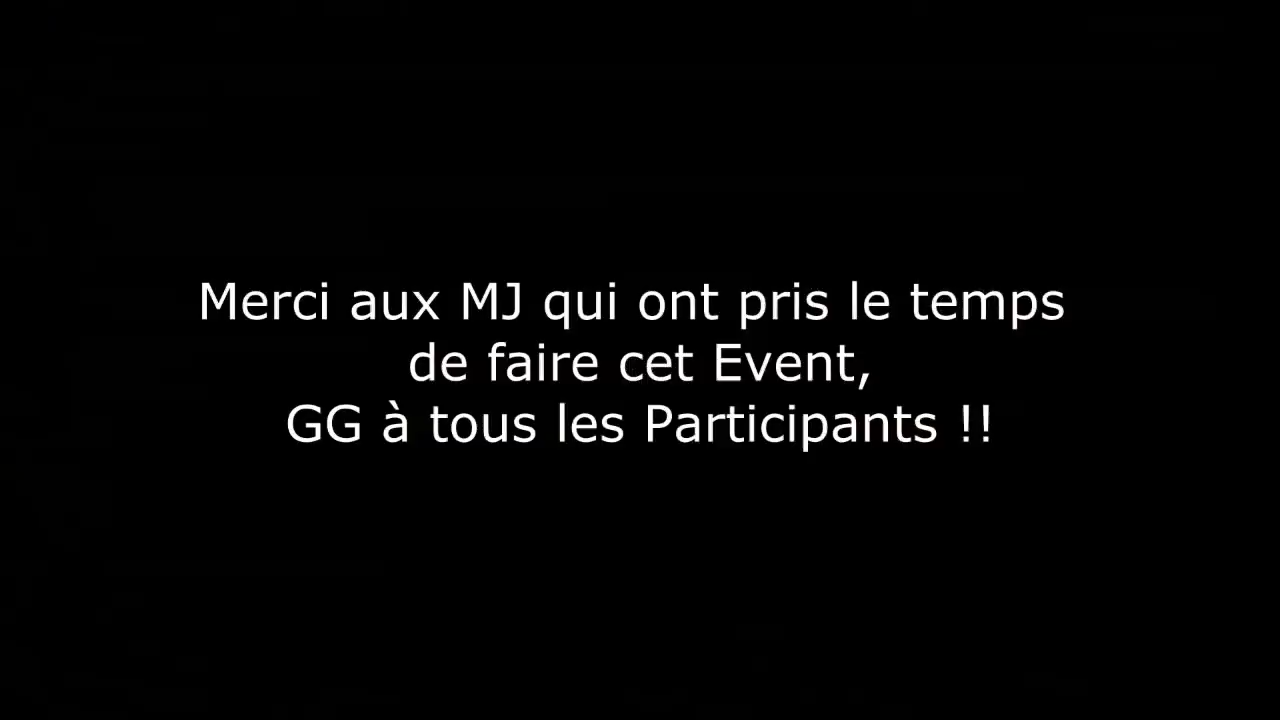 Merci aux MJ qui ont pris le temps
de faire cet Event,
GG à tous les Participants !!